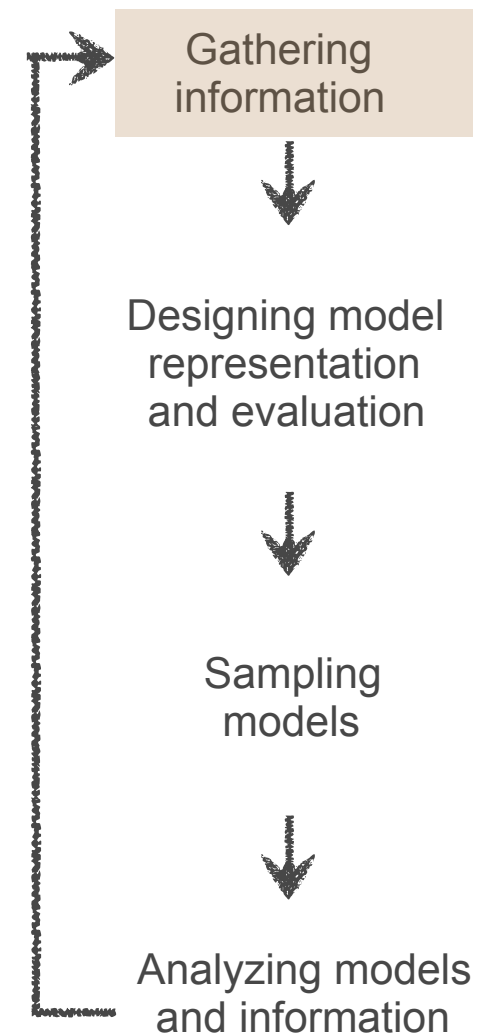 Gathering
information
Designing model
representation
and evaluation
Sampling
models
Analyzing models
and information